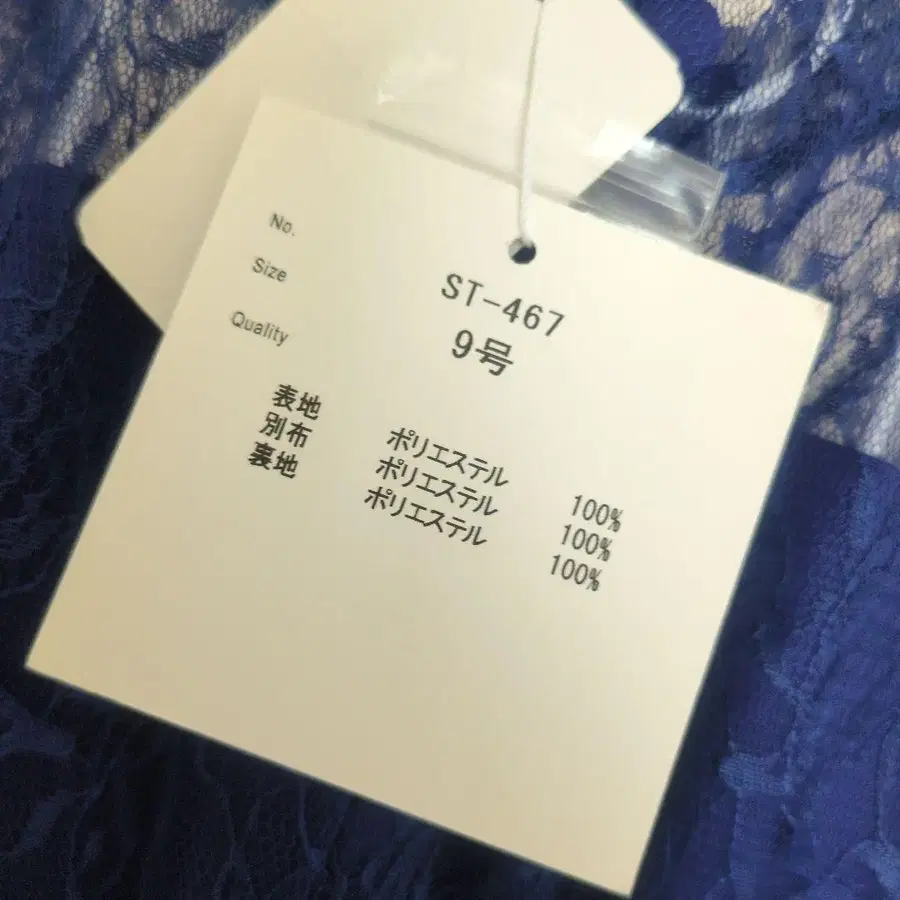 No. ST-467
Size 9号
Quality
表地 ポリエステル 100%
別布 ポリエステル 100%
裏地 ポリエステル 100%